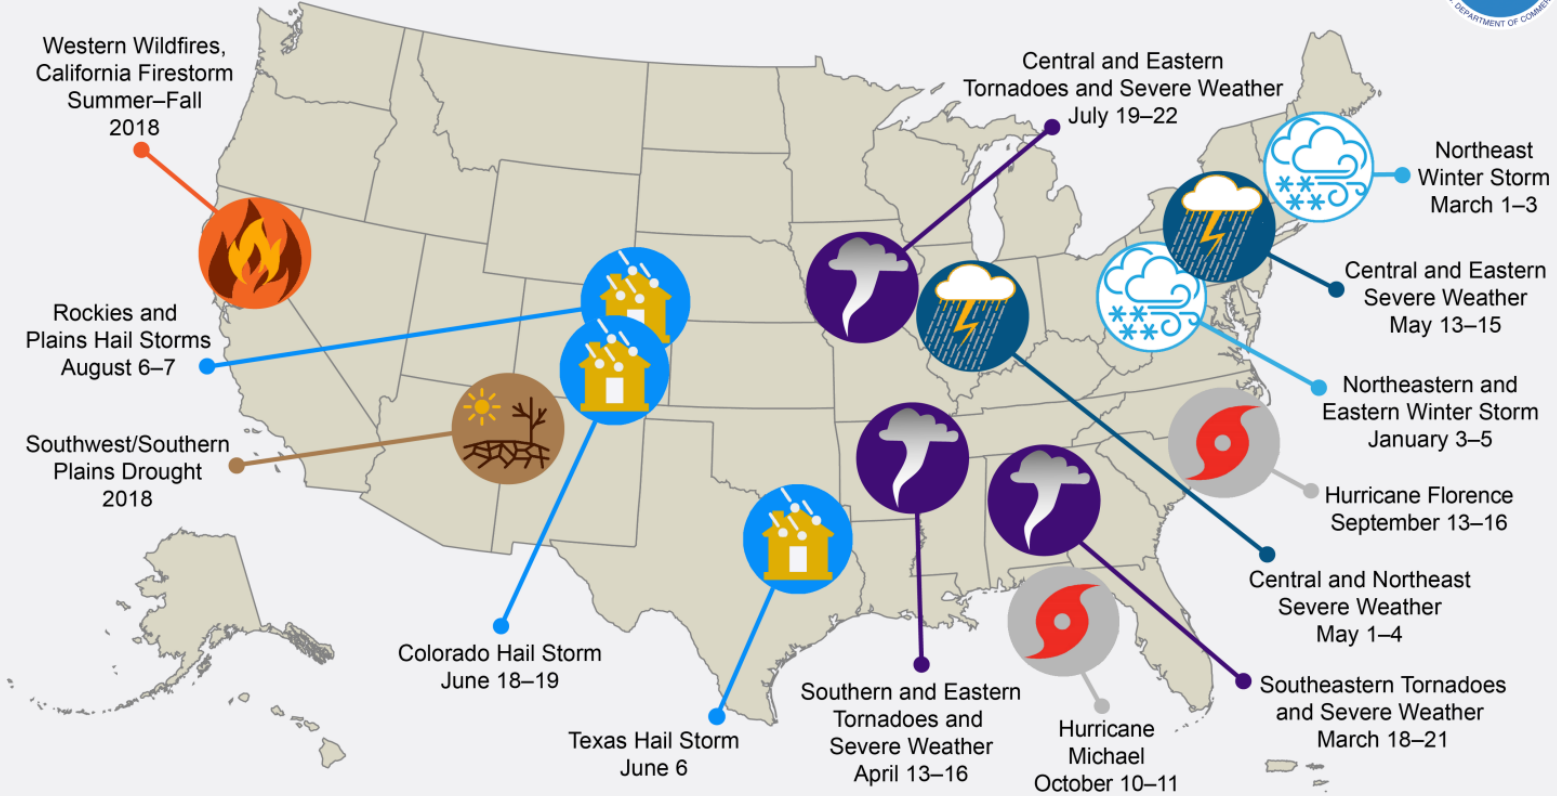 DEPARTMENT OF COMMER
Western Wildfires,
California Firestorm
Summer–Fall
2018
Central and Eastern
Tornadoes and Severe Weather
July 19–22
Northeast
Winter Storm
March 1–3
Central and Eastern
Severe Weather
May 13–15
Rockies and
Plains Hail Storms
August 6–7
Northeastern and
Eastern Winter Storm
January 3–5
Southwest/Southern
Plains Drought
2018
Hurricane Florence
September 13–16
Central and Northeast
Severe Weather
May 1–4
Colorado Hail Storm
June 18–19
Texas Hail Storm
June 6
Southern and Eastern
Tornadoes and
Severe Weather
April 13–16
Hurricane
Michael
October 10–11
Southeastern Tornadoes
and Severe Weather
March 18–21